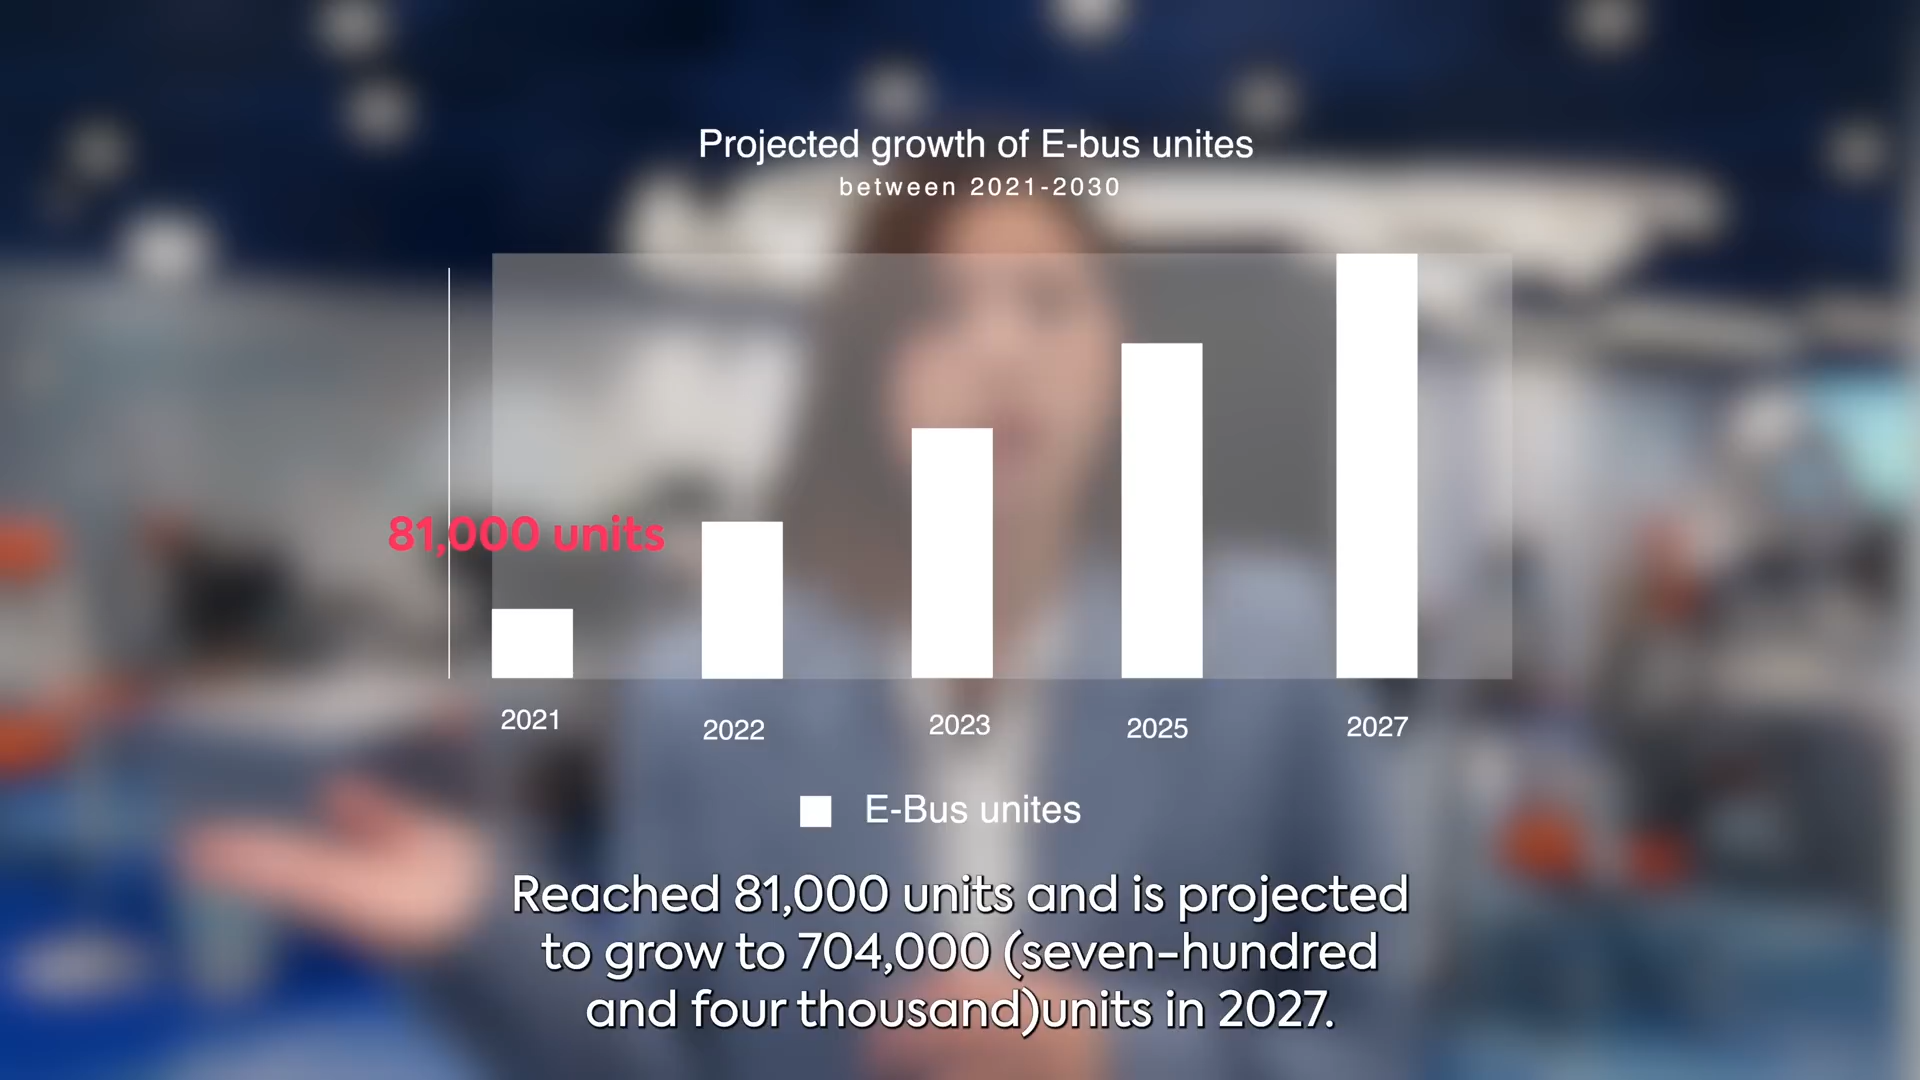 Projected growth of E-bus unites
between 2021-2030
81,000 units
2021
2022
2023
2025
2027
E-Bus unites
Reached 81,000 units and is projected
to grow to 704,000 (seven-hundred
and four thousand)units in 2027.